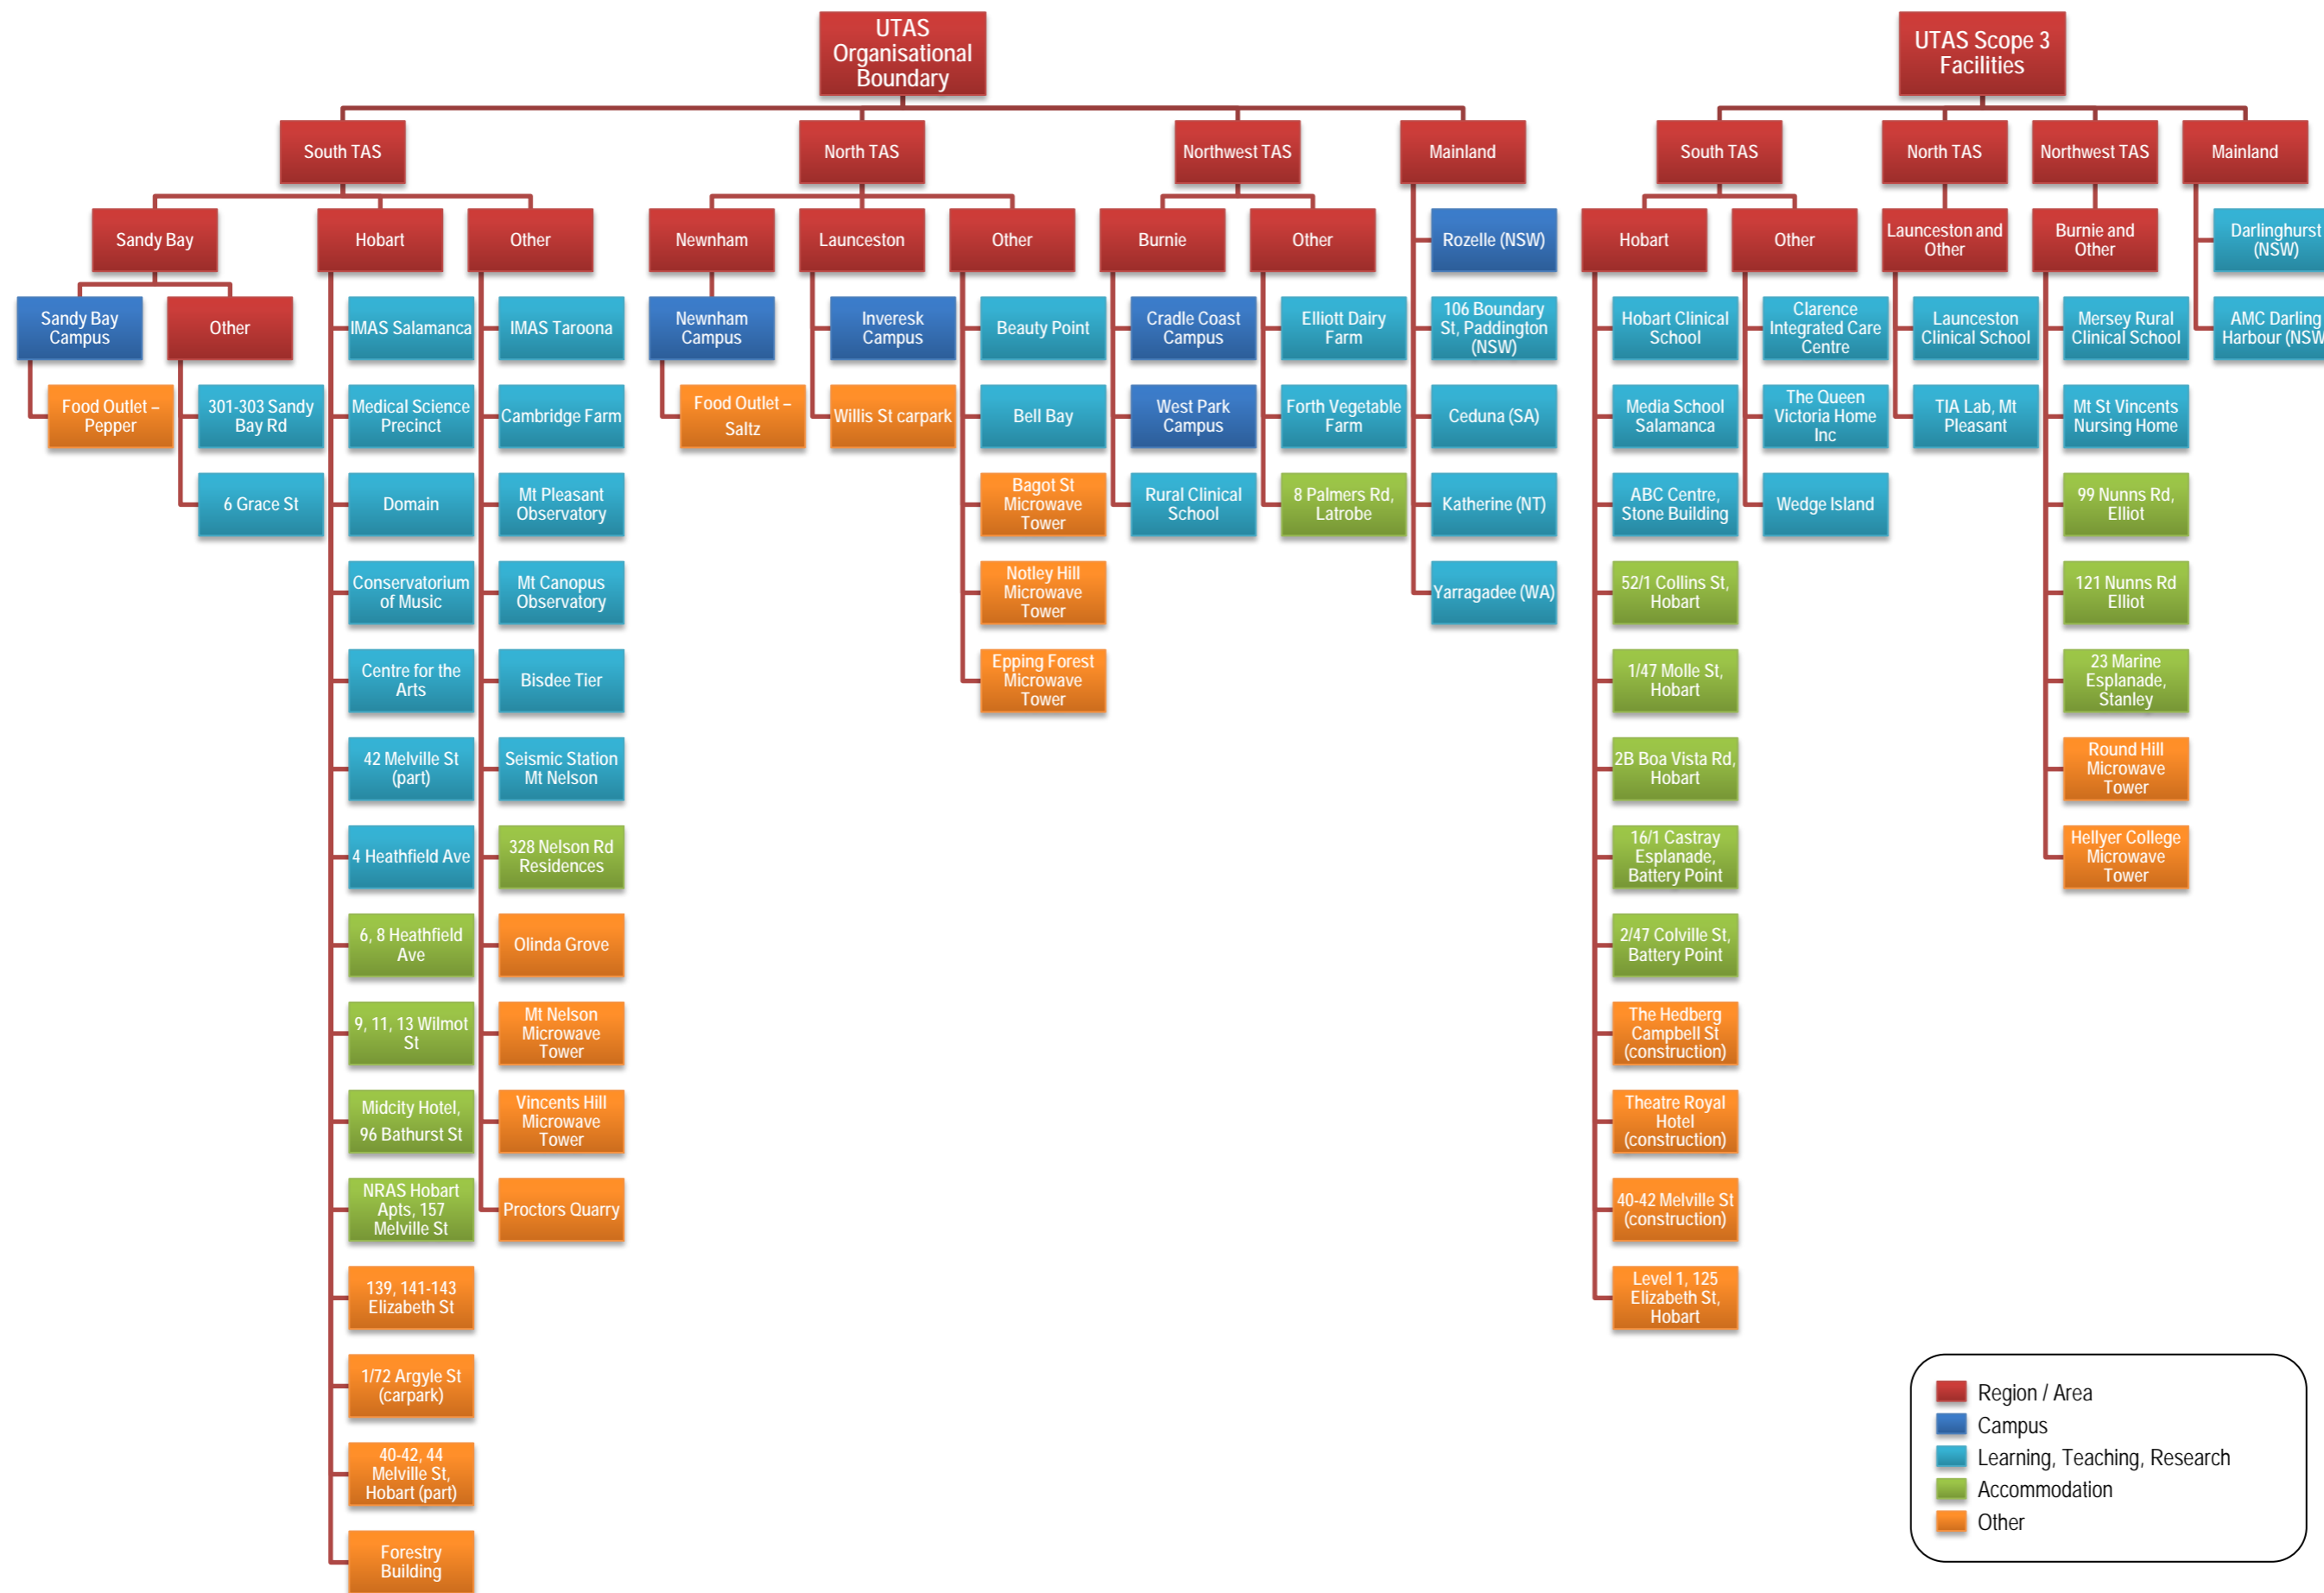 UTAS
Organisational
Boundary
UTAS Scope 3
Facilities
South TAS
North TAS
Northwest TAS
Mainland
South TAS
North TAS
Northwest TAS
Mainland
Sandy Bay
Hobart
Other
Newnham
Launceston
Other
Burnie
Other
Rozelle (NSW)
Hobart
Other
Launceston and
Other
Burnie and
Other
Darlinghurst
(NSW)
Sandy Bay
Campus
Other
IMAS Salamanca
IMAS Taroona
Newnham
Campus
Inveresk
Campus
Beauty Point
Cradle Coast
Campus
Elliott Dairy
Farm
106 Boundary
St, Paddington
(NSW)
Hobart Clinical
School
Clarence
Integrated Care
Centre
Launceston
Clinical School
Mersey Rural
Clinical School
AMC Darling
Harbour (NSW
Food Outlet –
Pepper
301-303 Sandy
Bay Rd
Medical Science
Precinct
Cambridge Farm
Food Outlet –
Saltz
Willis St carpark
Bell Bay
West Park
Campus
Forth Vegetable
Farm
Ceduna (SA)
Media School
Salamanca
The Queen
Victoria Home
Inc
TIA Lab, Mt
Pleasant
Mt St Vincents
Nursing Home
6 Grace St
Domain
Mt Pleasant
Observatory
Bagot St
Microwave
Tower
Rural Clinical
School
8 Palmers Rd,
Latrobe
Katherine (NT)
ABC Centre,
Stone Building
Wedge Island
99 Nunns Rd,
Elliot
Conservatorium
of Music
Mt Canopus
Observatory
Notley Hill
Microwave
Tower
Yarragadee (WA)
52/1 Collins St,
Hobart
121 Nunns Rd
Elliot
Centre for the
Arts
Bisdee Tier
Epping Forest
Microwave
Tower
1/47 Molle St,
Hobart
23 Marine
Esplanade,
Stanley
42 Melville St
(part)
Seismic Station
Mt Nelson
2B Boa Vista Rd,
Hobart
Round Hill
Microwave
Tower
4 Heathfield Ave
328 Nelson Rd
Residences
16/1 Castray
Esplanade,
Battery Point
Hellyer College
Microwave
Tower
6, 8 Heathfield
Ave
Olinda Grove
2/47 Colville St,
Battery Point
9, 11, 13 Wilmot
St
Mt Nelson
Microwave
Tower
The Hedberg
Campbell St
(construction)
Midcity Hotel,
96 Bathurst St
Vincents Hill
Microwave
Tower
Theatre Royal
Hotel
(construction)
NRAS Hobart
Apts, 157
Melville St
Proctors Quarry
40-42 Melville St
(construction)
139, 141-143
Elizabeth St
Level 1, 125
Elizabeth St,
Hobart
1/72 Argyle St
(carpark)
40-42, 44
Melville St,
Hobart (part)
Forestry
Building
Region / Area
Campus
Learning, Teaching, Research
Accommodation
Other